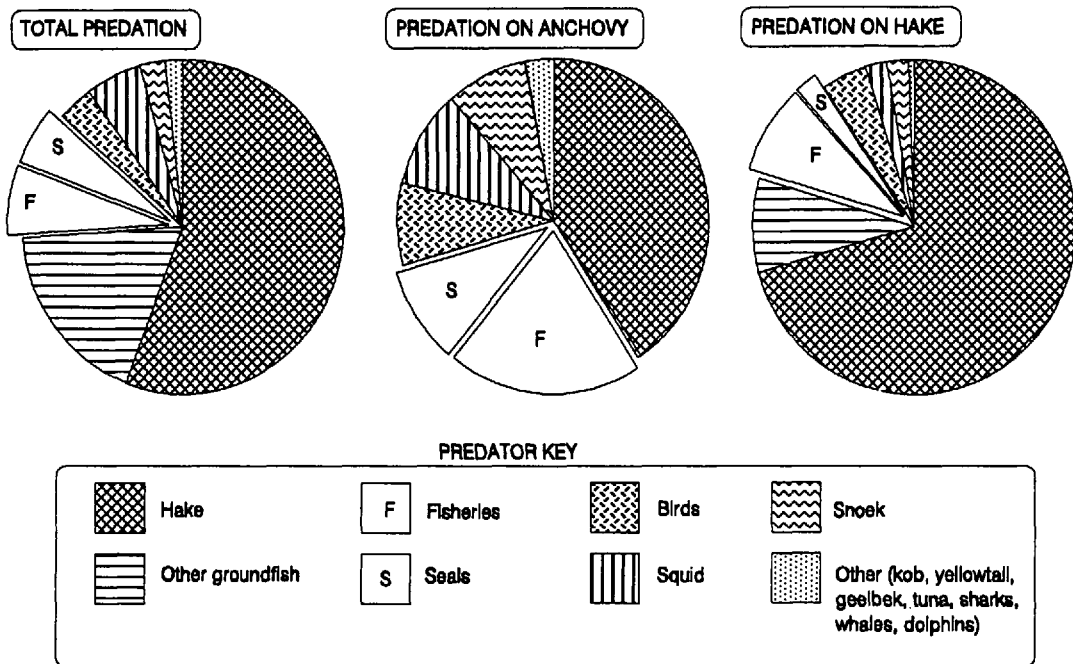 TOTAL PREDATION
PREDATION ON ANCHOVY
PREDATION ON HAKE
S
F
S
F
S
F
PREDATOR KEY
Hake
F Fisheries
Birds
Snoek
Other groundfish
S Seals
Squid
Other (kob, yellowtail,
geelbek, tuna, sharks,
whales, dolphins)